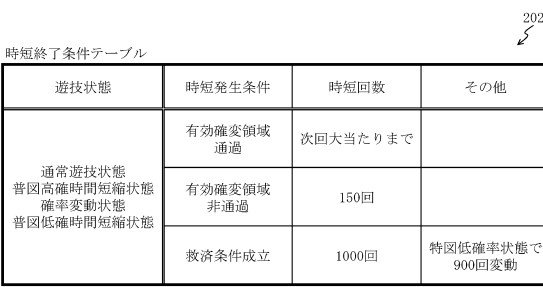 202
時短終了条件テーブル
遊技状態
時短発生条件
時短回数
その他
通常遊技状態
普図高確時間短縮状態
確率変動状態
普図低確時間短縮状態
有効確変領域
通過
次回大当たりまで
有効確変領域
非通過
150回
救済条件成立
1000回
特図低確率状態で
900回変動